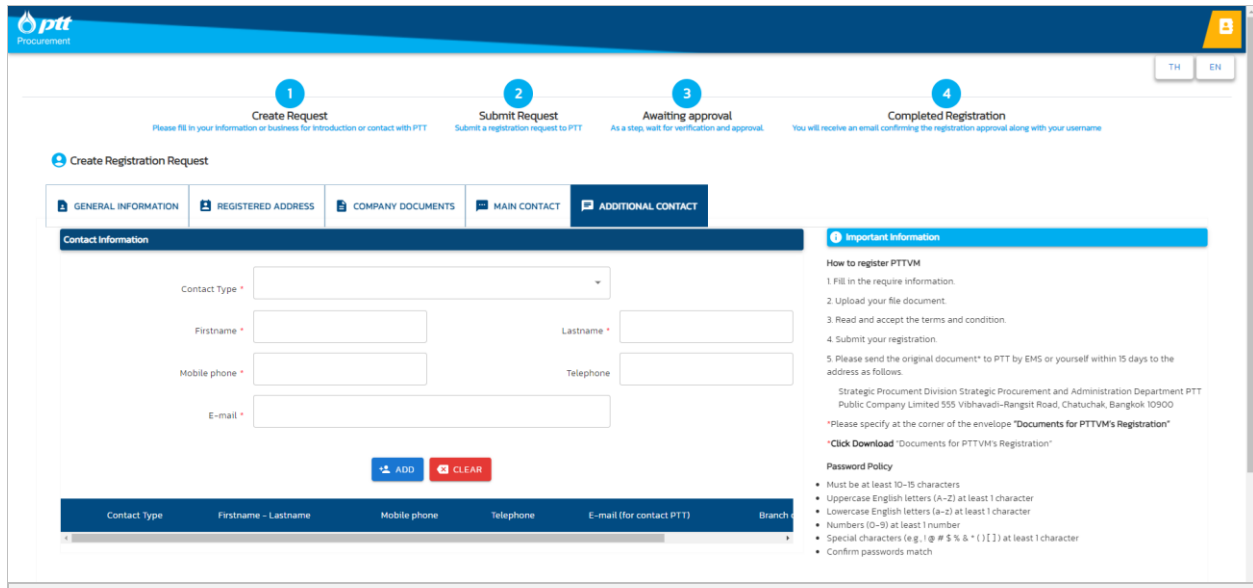 ptt
Procurement
TH EN
1 2 3 4
Create Request Submit Request Awaiting approval Completed Registration
Please fill in your information or business for introduction or contact with PTT Submit a registration request to PTT As a step, wait for verification and approval. You will receive an email confirming the registration approval along with your username
Create Registration Request
GENERAL INFORMATION REGISTERED ADDRESS COMPANY DOCUMENTS MAIN CONTACT ADDITIONAL CONTACT
Contact Information
Contact Type *
Firstname * Lastname *
Mobile phone * Telephone
E-mail *
ADD CLEAR
Contact Type Firstname - Lastname Mobile phone Telephone E-mail (for contact PTT) Branch
Important Information
How to register PTTVM
1. Fill in the require information.
2. Upload your file document.
3. Read and accept the terms and condition.
4. Submit your registration.
5. Please send the original document* to PTT by EMS or yourself within 15 days to the
address as follows.
Strategic Procument Division Strategic Procurement and Administration Department PTT
Public Company Limited 555 Vibhavadi-Rangsit Road, Chatuchak, Bangkok 10900
*Please specify at the corner of the envelope "Documents for PTTVM's Registration"
*Click Download "Documents for PTTVM's Registration"
Password Policy
• Must be at least 10-15 characters
• Uppercase English letters (A-Z) at least 1 character
• Lowercase English letters (a-z) at least 1 character
• Numbers (0-9) at least 1 number
• Special characters (e.g., ! @ # $ % & * ( ) [ ] ) at least 1 character
• Confirm passwords match